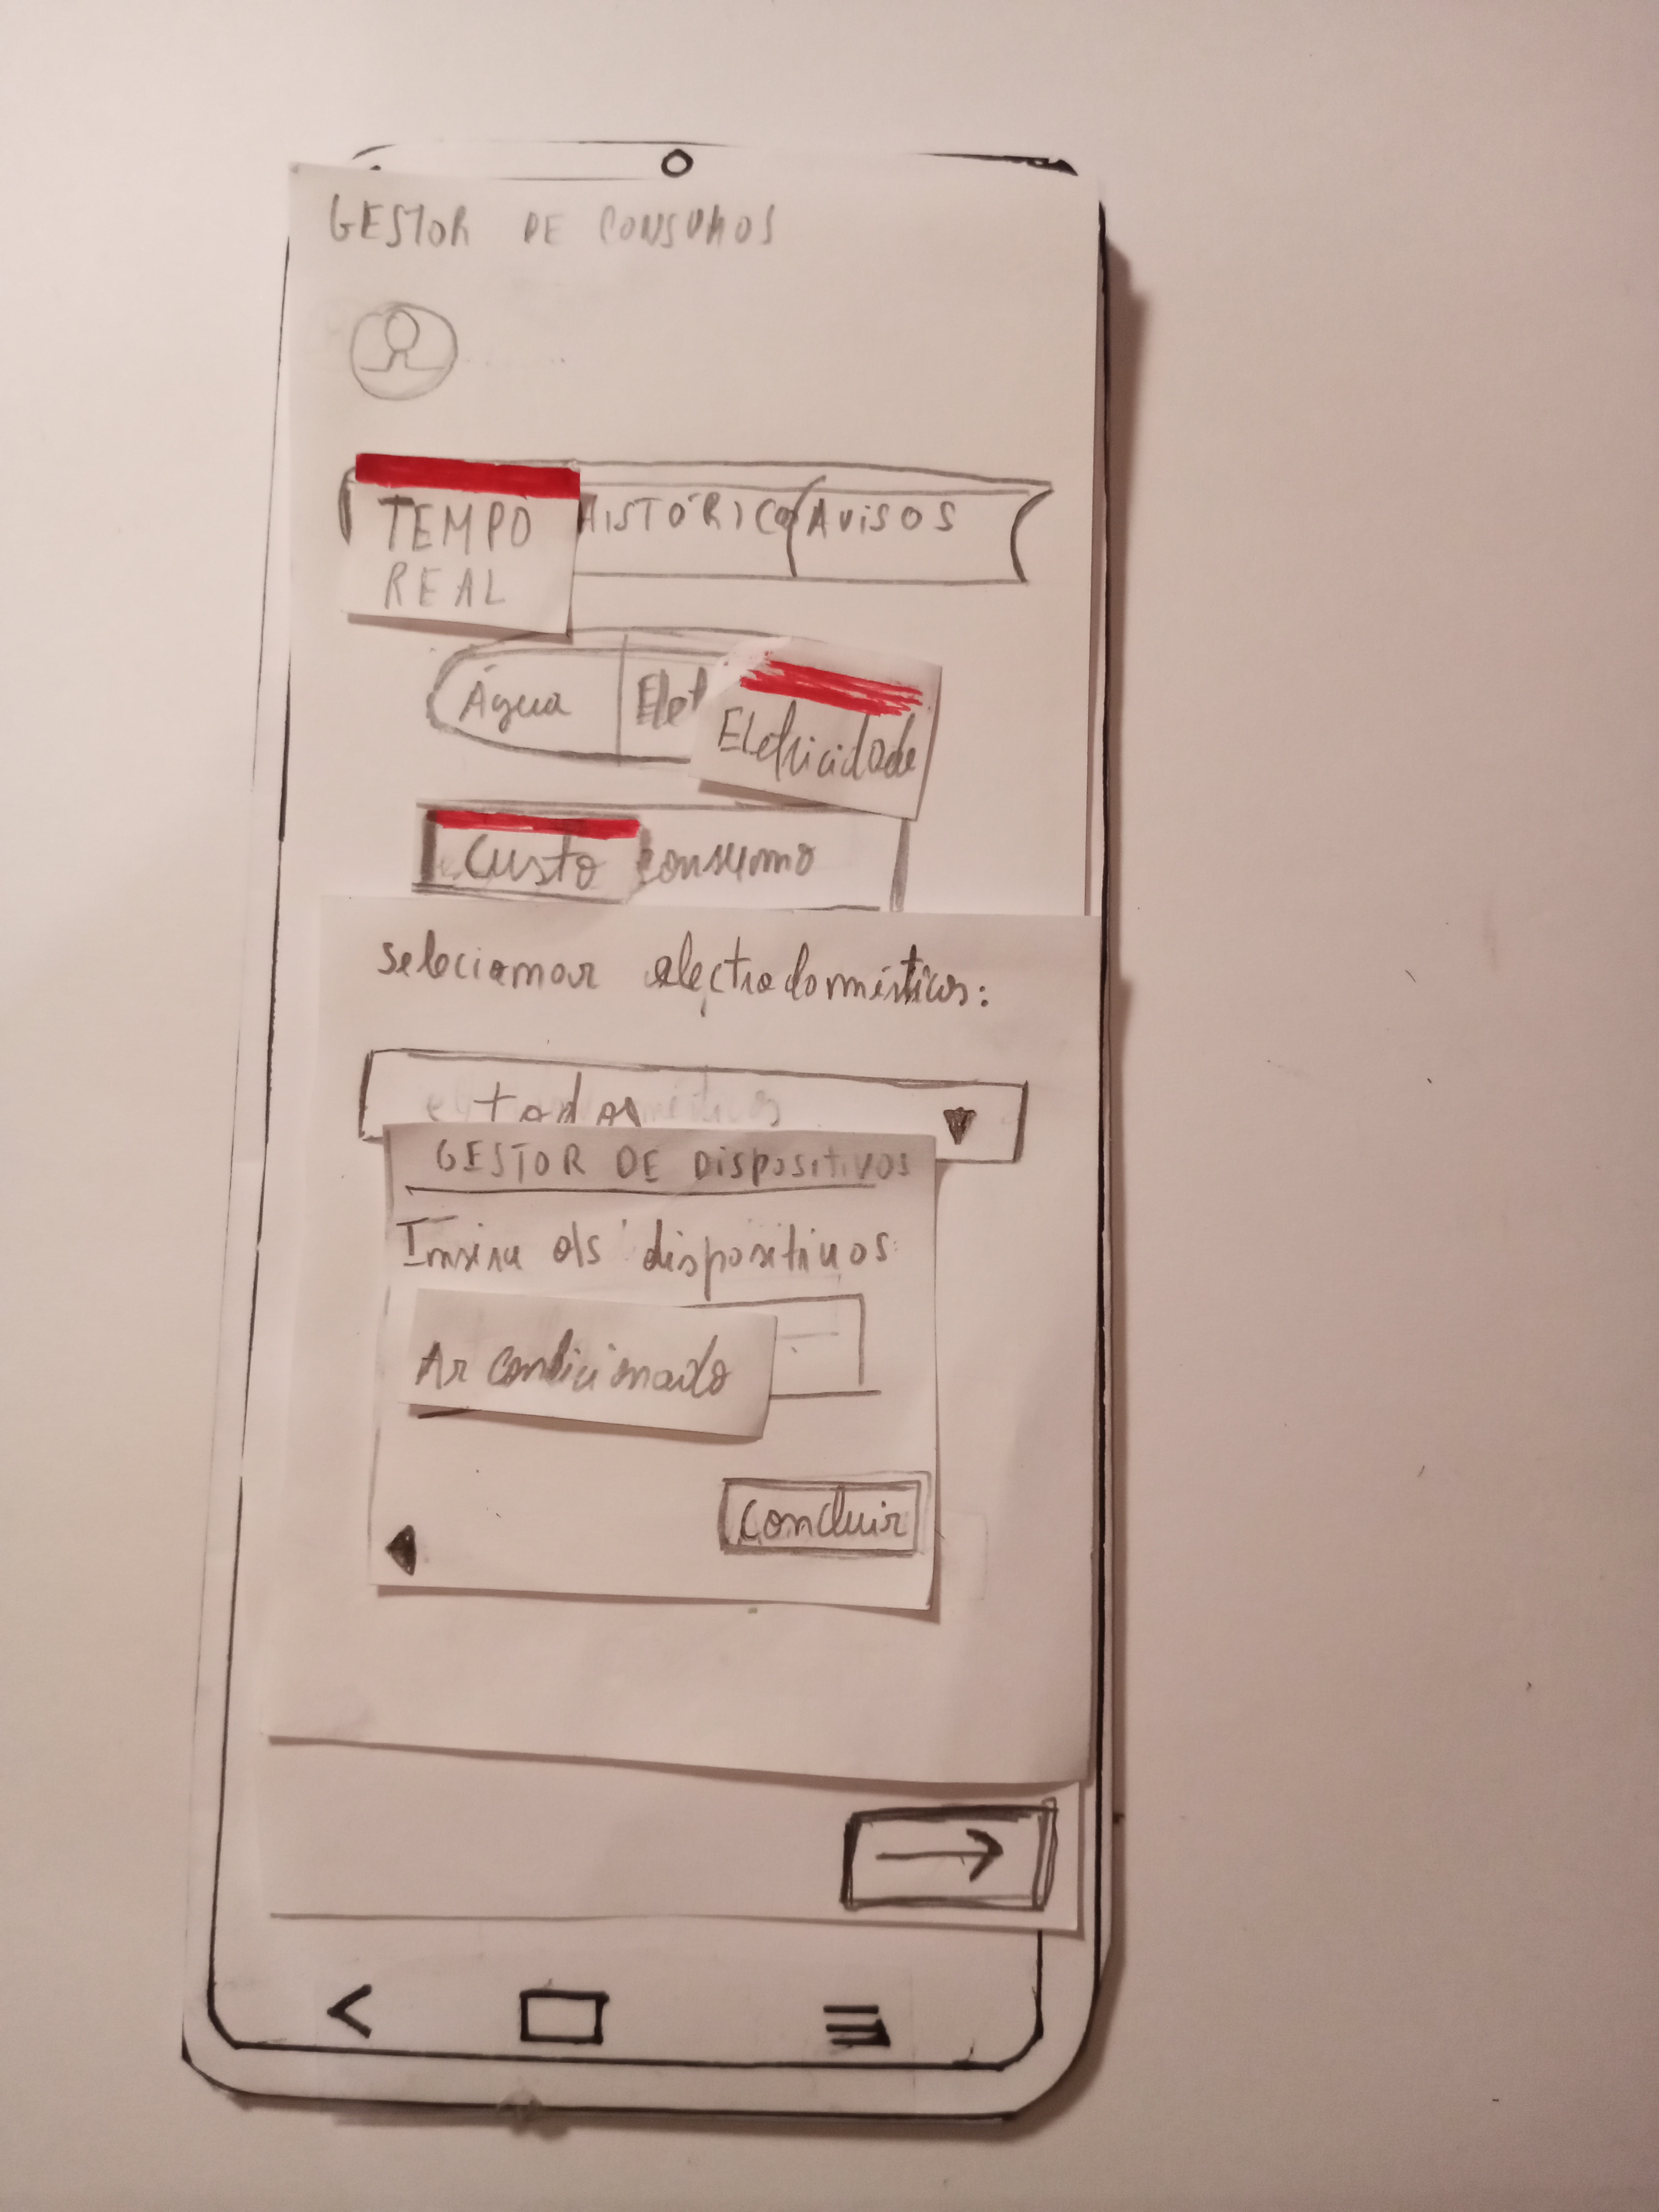 GESTOR DE CONSUMOS
TEMPO
REAL
HISTÓRICO
AVISOS
Água
Elet
Eletricidade
Custo
consumo
selecionar electrodomésticos:
todos
GESTOR DE DISPOSITIVOS
Insira os dispositivos:
Ar condicionado
Concluir